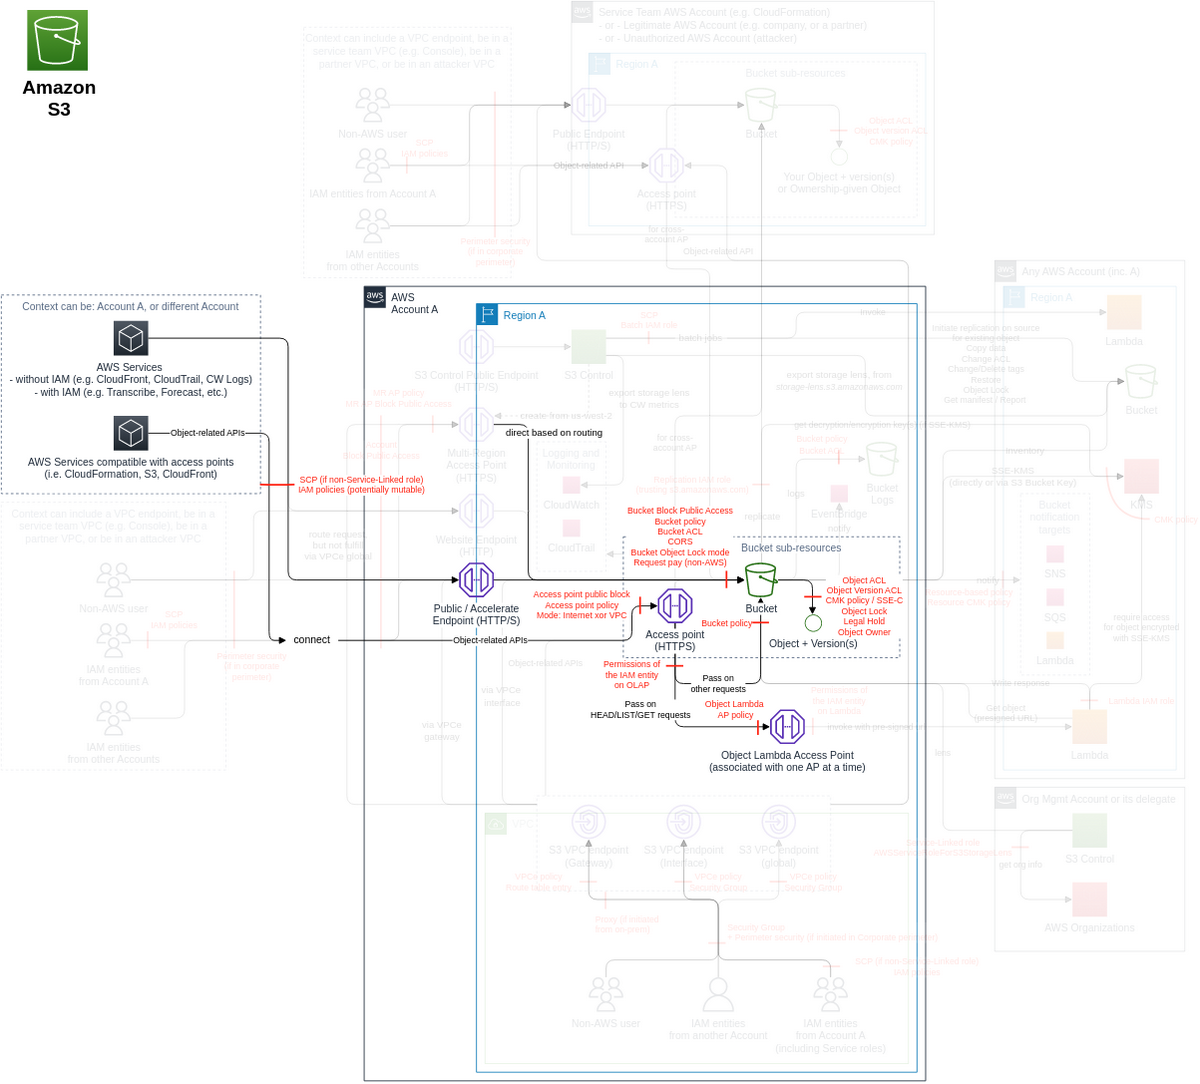 Amazon
S3
Service Team AWS Account (e.g. CloudFormation)
- or - Legitimate AWS Account (e.g. company, or a partner)
- or - Unauthorized AWS Account (attacker)
Context can include a VPC endpoint, be in a
service team VPC (e.g. Console), be in a
partner VPC, or be in an attacker VPC
Region A
Bucket sub-resources
Non-AWS user
SCP
IAM policies
IAM entities from Account A
IAM entities
from other Accounts
Perimeter security
(if in corporate
perimeter)
Public Endpoint
(HTTP/S)
Object-related API
Access point
(HTTPS)
Bucket
Object ACL
Object Version ACL
CMK policy
Your Object + version(s)
or Ownership-given Object
for cross-
account AP
Object-related API
Any AWS Account (inc. A)
Region A
Lambda
Bucket
KMS
CMK policy
Context can be: Account A, or different Account
AWS Services
- without IAM (e.g. CloudFront, CloudTrail, CW Logs)
- with IAM (e.g. Transcribe, Forecast, etc.)
Object-related APIs
AWS Services compatible with access points
(i.e. CloudFormation, S3, CloudFront)
SCP (if non-Service-Linked role)
IAM policies (potentially mutable)
AWS
Account A
Region A
S3 Control Public Endpoint
(HTTP/S)
S3 Control
SCP
Batch IAM role
batch jobs
invoke
Initiate replication on source
for existing object
Copy data
Change ACL
Change/Delete tags
Restore
Object Lock
Get manifest / Report
export storage lens
to CW metrics
export storage lens, from
storage-lens.s3.amazonaws.com
MR AP policy
MR AP Block Public Access
create from us-west-2
direct based on routing
Account
Block Public Access
Multi-Region
Access Point
(HTTPS)
Logging and
Monitoring
CloudWatch
CloudTrail
for cross-
account AP
get decryption/encryption key(s) (if SSE-KMS)
Bucket policy
Bucket ACL
Bucket
Logs
logs
inventory
SSE-KMS
(directly or via S3 Bucket Key)
EventBridge
notify
replicate
Website Endpoint
(HTTP)
route request,
but not fulfill
via VPCe global
Bucket Block Public Access
Bucket policy
Bucket ACL
CORS
Bucket Object Lock mode
Request pay (non-AWS)
Bucket sub-resources
Bucket
Object ACL
Object Version ACL
CMK policy / SSE-C
Object Lock
Legal Hold
Object Owner
Object + Version(s)
Bucket policy
Public / Accelerate
Endpoint (HTTP/S)
Access point public block
Access point policy
Mode: Internet xor VPC
Access point
(HTTPS)
connect
Object-related APIs
Object-related APIs
Permissions of
the IAM entity
on OLAP
Pass on
other requests
Pass on
HEAD/LIST/GET requests
Object Lambda
AP policy
Object Lambda Access Point
(associated with one AP at a time)
Permissions of
the IAM entity
on Lambda
invoke with pre-signed url
Write response
Get object
(presigned URL)
Lambda IAM role
Lambda
lens
Bucket
notification
targets
SNS
SQS
Lambda
notify
Resource-based policy
Resource CMK policy
require access
for object encrypted
with SSE-KMS
Context can include a VPC endpoint, be in a
service team VPC (e.g. Console), be in a
partner VPC, or be in an attacker VPC
Non-AWS user
SCP
IAM policies
IAM entities
from Account A
Perimeter security
(if in corporate
perimeter)
IAM entities
from other Accounts
via VPCe
interface
via VPCe
gateway
VPC
S3 VPC endpoint
(Gateway)
S3 VPC endpoint
(Interface)
S3 VPC endpoint
(global)
VPCe policy
Route table entry
VPCe policy
Security Group
VPCe policy
Security Group
Proxy (if initiated
from on-prem)
Security Group
+ Perimeter security (if initiated in Corporate perimeter)
SCP (if non-Service-Linked role)
IAM policies
Non-AWS user
IAM entities
from another Account
IAM entities
from Account A
(including Service roles)
Org Mgmt Account or its delegate
S3 Control
Service-Linked role
get org info
AWS Organizations